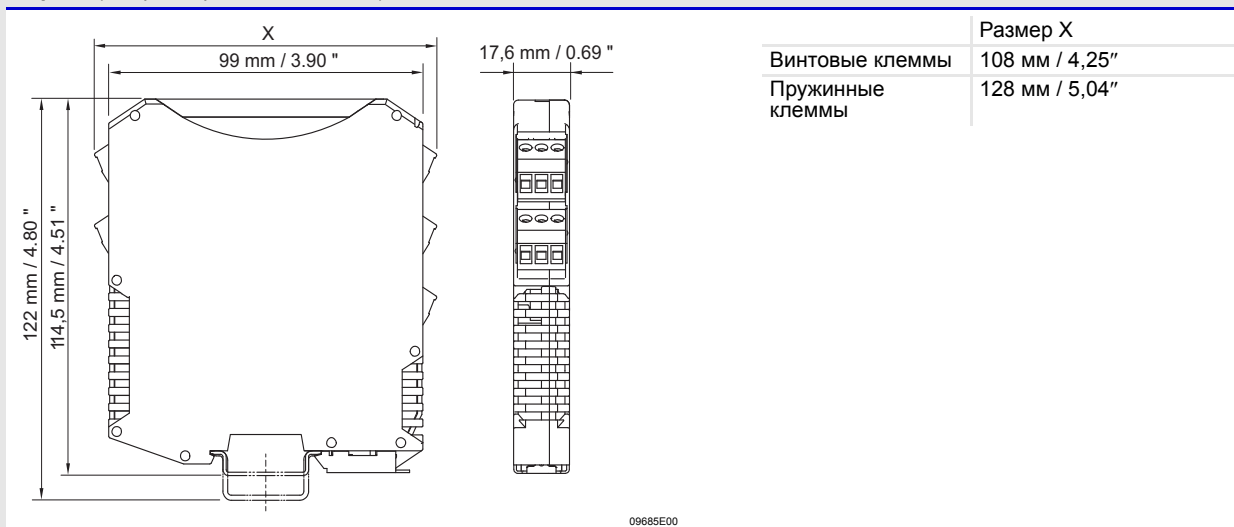 X
99 mm / 3.90 "
17,6 mm / 0.69 "
122 mm / 4.80 "
114,5 mm / 4.51 "
09685E00
Размер X
Винтовые клеммы 108 мм / 4,25″
Пружинные клеммы 128 мм / 5,04″